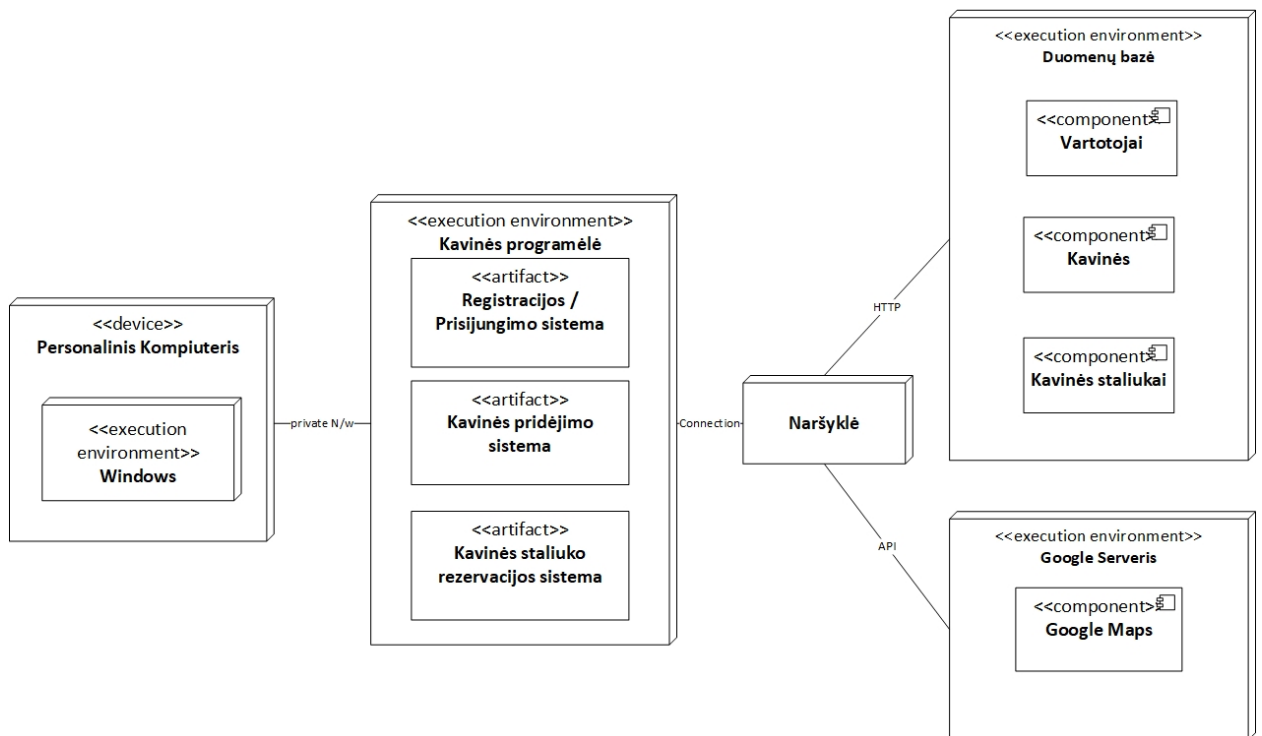 <<device>>
Personalinis Kompiuteris
<<execution
environment>>
Windows
private N/w
<<execution environment>>
Kavinės programėlė
<<artifact>>
Registracijos /
Prisijungimo sistema
<<artifact>>
Kavinės pridėjimo
sistema
<<artifact>>
Kavinės staliuko
rezervacijos sistema
Connection
Naršyklė
HTTP
API
<<execution environment>>
Duomenų bazė
<<component>>
Vartotojai
<<component>>
Kavinės
<<component>>
Kavinės staliukai
<<execution environment>>
Google Serveris
<<component>>
Google Maps